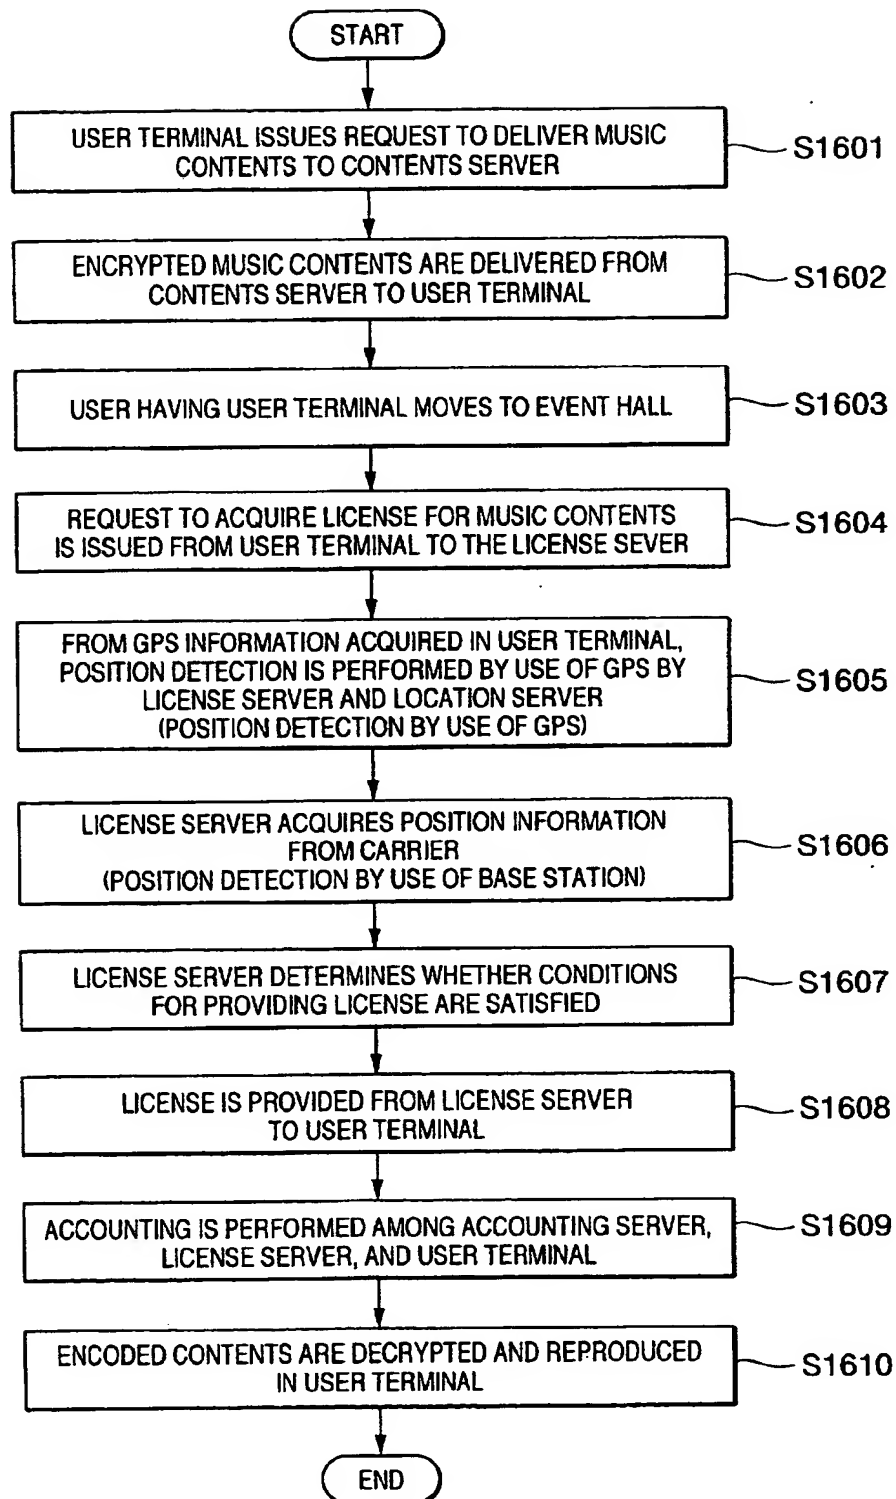 START
USER TERMINAL ISSUES REQUEST TO DELIVER MUSIC
CONTENTS TO CONTENTS SERVER
S1601
ENCRYPTED MUSIC CONTENTS ARE DELIVERED FROM
CONTENTS SERVER TO USER TERMINAL
S1602
USER HAVING USER TERMINAL MOVES TO EVENT HALL
S1603
REQUEST TO ACQUIRE LICENSE FOR MUSIC CONTENTS
IS ISSUED FROM USER TERMINAL TO THE LICENSE SEVER
S1604
FROM GPS INFORMATION ACQUIRED IN USER TERMINAL,
POSITION DETECTION IS PERFORMED BY USE OF GPS BY
LICENSE SERVER AND LOCATION SERVER
(POSITION DETECTION BY USE OF GPS)
S1605
LICENSE SERVER ACQUIRES POSITION INFORMATION
FROM CARRIER
(POSITION DETECTION BY USE OF BASE STATION)
S1606
LICENSE SERVER DETERMINES WHETHER CONDITIONS
FOR PROVIDING LICENSE ARE SATISFIED
S1607
LICENSE IS PROVIDED FROM LICENSE SERVER
TO USER TERMINAL
S1608
ACCOUNTING IS PERFORMED AMONG ACCOUNTING SERVER,
LICENSE SERVER, AND USER TERMINAL
S1609
ENCODED CONTENTS ARE DECRYPTED AND REPRODUCED
IN USER TERMINAL
S1610
END